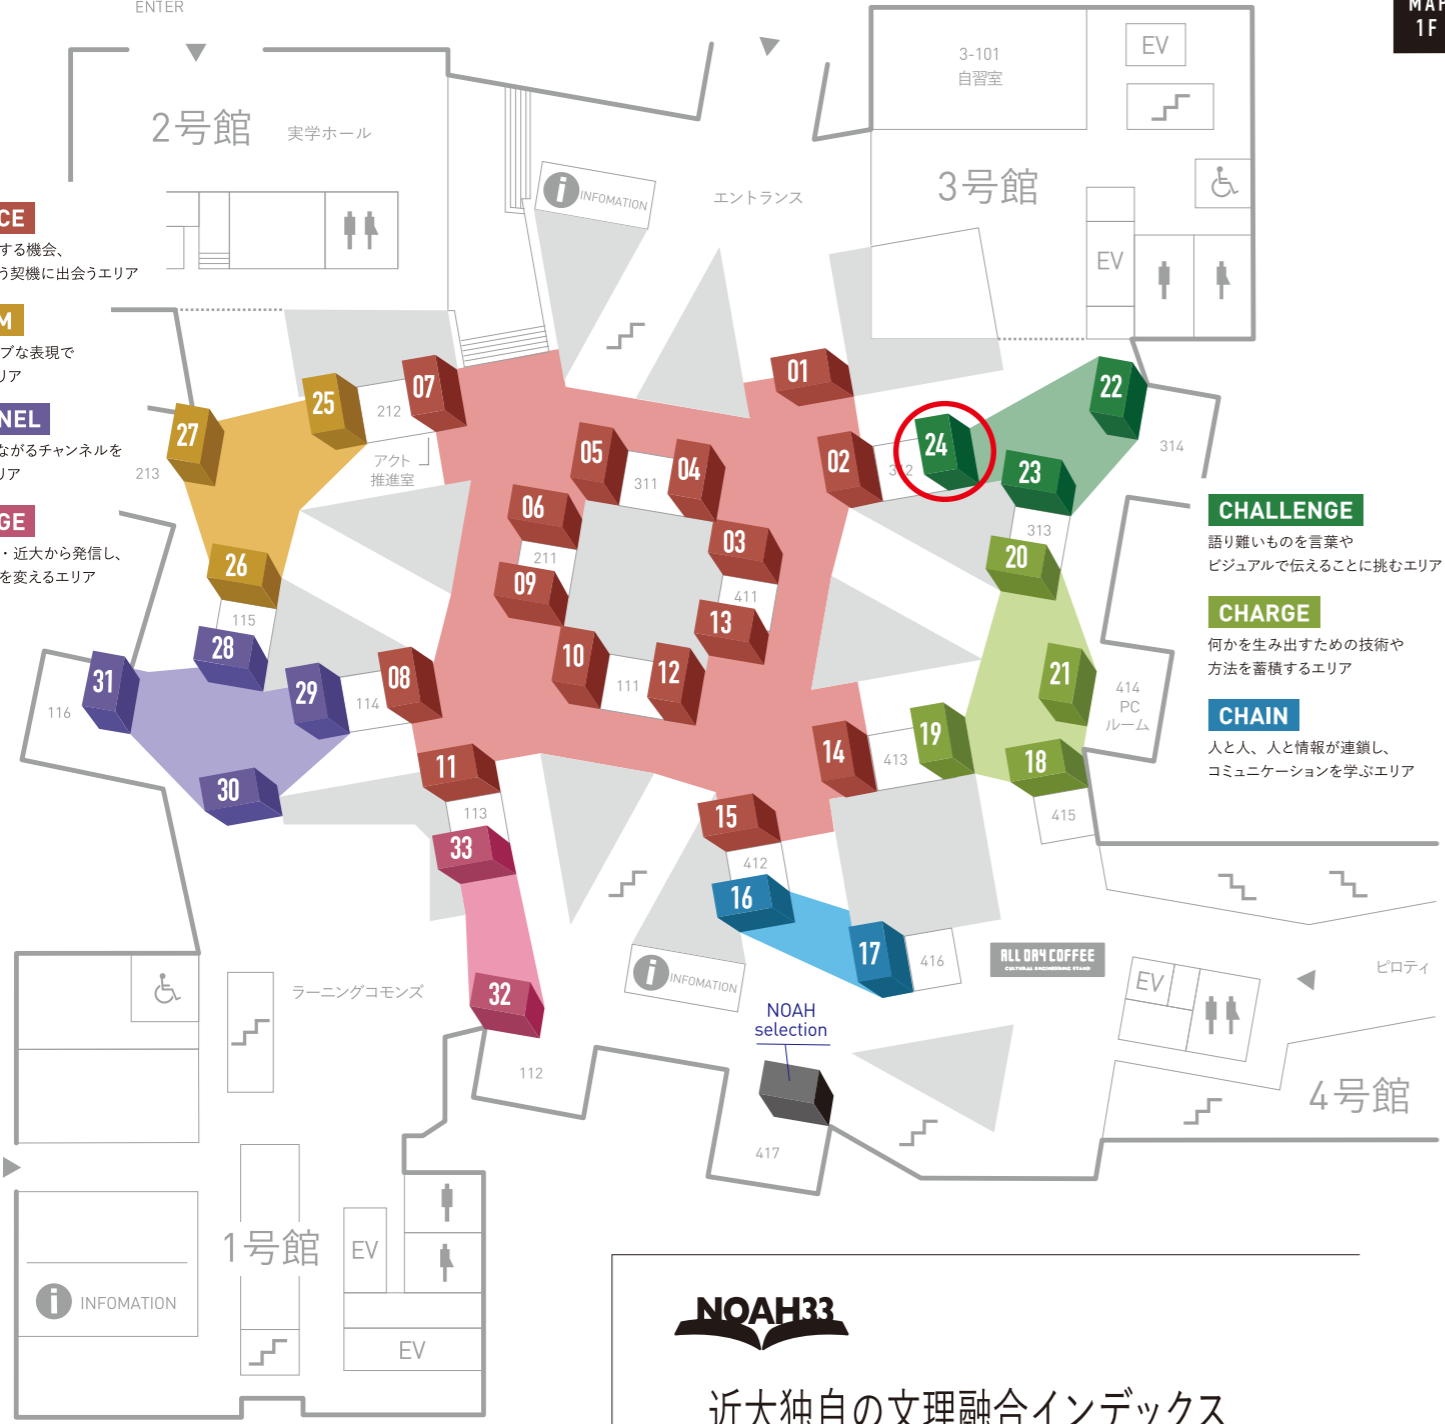 ENTER
MAP
1F
2号館
実学ホール
INFOMATION
エントランス
3-101
自習室
EV
3号館
EV
CE
する機会、
う契機に出会うエリア
M
ブな表現で
リア
NEL
ながるチャンネルを
リア
GE
・近大から発信し、
を変えるエリア
01
02
03
04
05
06
07
08
09
10
11
12
13
14
15
16
17
18
19
20
21
22
23
24
25
26
27
28
29
30
31
32
33
212
アクト
推進室
213
311
211
411
111
312
313
314
115
116
114
113
112
412
413
414
PC
ルーム
415
416
417
CHALLENGE
語り難いものを言葉や
ビジュアルで伝えることに挑むエリア
CHARGE
何かを生み出すための技術や
方法を蓄積するエリア
CHAIN
人と人、人と情報が連鎖し、
コミュニケーションを学ぶエリア
ラーニングコモンズ
INFOMATION
NOAH
selection
ALL DAY COFFEE
CULTURAL ENGINEERING STAND
EV
ピロティ
4号館
1号館
INFOMATION
EV
EV
NOAH33
近大独自の文理融合インデックス